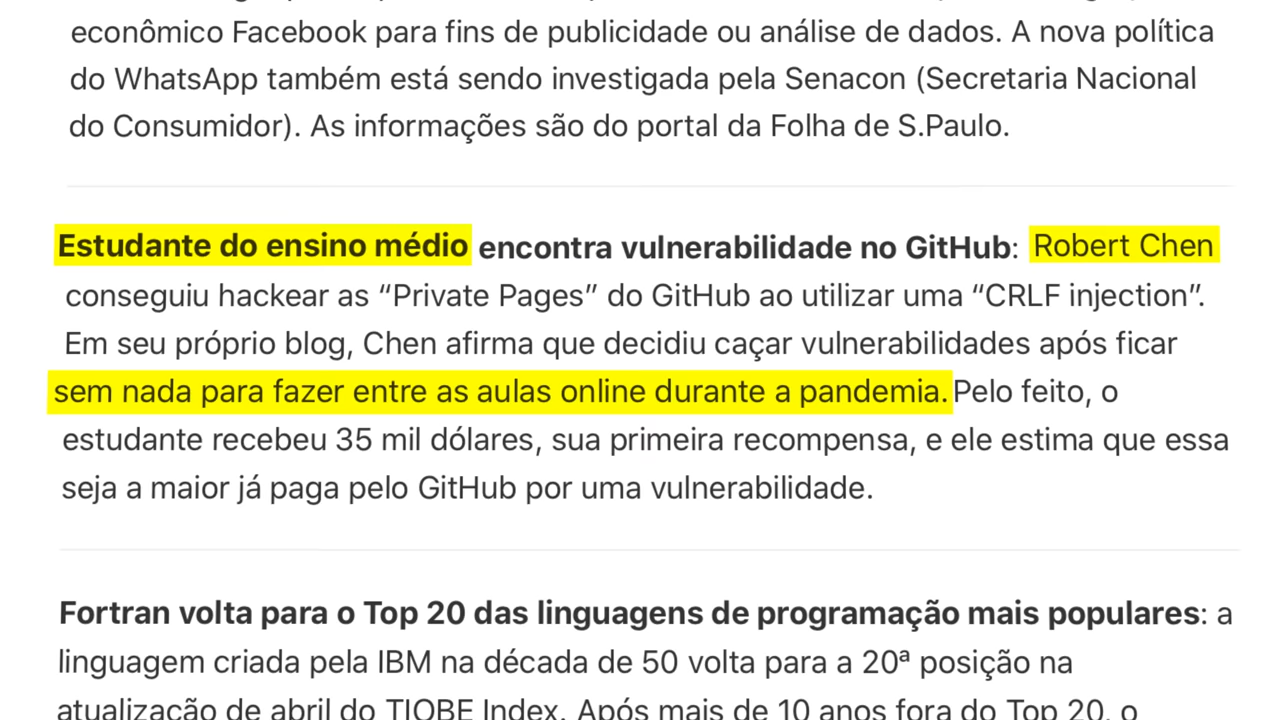 econômico Facebook para fins de publicidade ou análise de dados. A nova política
do WhatsApp também está sendo investigada pela Senacon (Secretaria Nacional
do Consumidor). As informações são do portal da Folha de S.Paulo.
Estudante do ensino médio encontra vulnerabilidade no GitHub: Robert Chen
conseguiu hackear as “Private Pages” do GitHub ao utilizar uma “CRLF injection”.
Em seu próprio blog, Chen afirma que decidiu caçar vulnerabilidades após ficar
sem nada para fazer entre as aulas online durante a pandemia. Pelo feito, o
estudante recebeu 35 mil dólares, sua primeira recompensa, e ele estima que essa
seja a maior já paga pelo GitHub por uma vulnerabilidade.
Fortran volta para o Top 20 das linguagens de programação mais populares: a
linguagem criada pela IBM na década de 50 volta para a 20ª posição na
atualização de abril do TIOBE Index. Após mais de 10 anos fora do Top 20, o